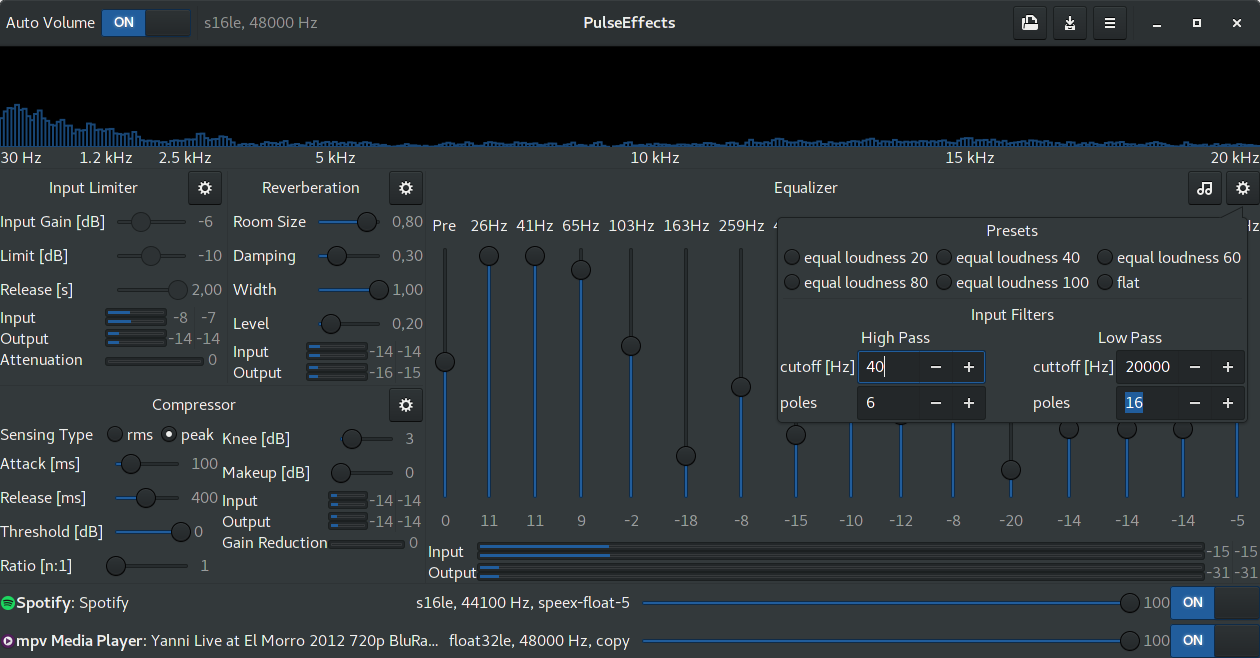 Auto Volume ON s16le, 48000 Hz PulseEffects
30 Hz 1.2 kHz 2.5 kHz 5 kHz 10 kHz 15 kHz 20 kHz
Input Limiter
Input Gain [dB] -6
Limit [dB] -10
Release [s] 2,00
Input -8 -7
Output -14 -14
Attenuation 0
Reverberation
Room Size 0,80
Damping 0,30
Width 1,00
Level 0,20
Input -14 -14
Output -16 -15
Compressor
Sensing Type rms peak
Attack [ms] 100
Release [ms] 400
Threshold [dB] 0
Ratio [n:1] 1
Knee [dB] 3
Makeup [dB] 0
Input -14 -14
Output -14 -14
Gain Reduction 0
Equalizer
Pre 26Hz 41Hz 65Hz 103Hz 163Hz 259Hz
Presets
equal loudness 20 equal loudness 40 equal loudness 60
equal loudness 80 equal loudness 100 flat
Input Filters
High Pass Low Pass
cutoff [Hz] 40 − + cuttoff [Hz] 20000 − +
poles 6 − + poles 16 − +
0 11 11 9 -2 -18 -8 -15 -10 -12 -8 -20 -14 -14 -14 -5
Input -15 -15
Output -31 -31
Spotify: Spotify s16le, 44100 Hz, speex-float-5 100 ON
mpv Media Player: Yanni Live at El Morro 2012 720p BluRa... float32le, 48000 Hz, copy 100 ON